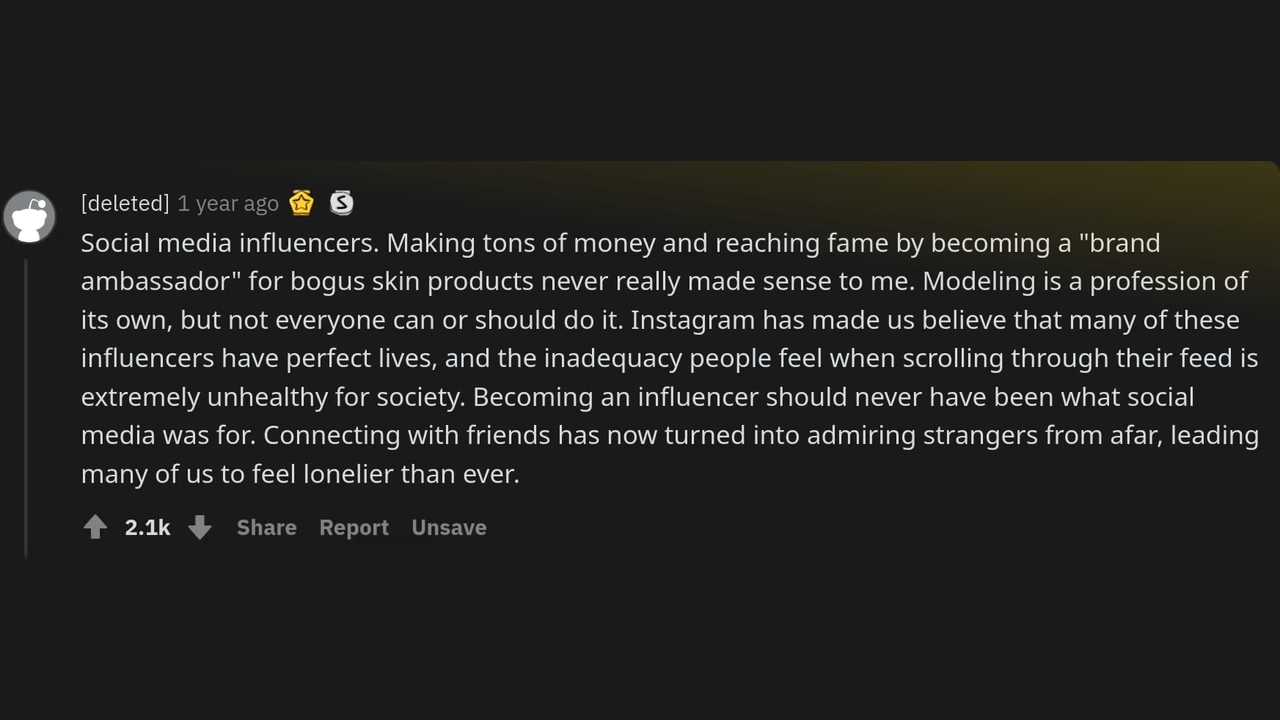 [deleted] 1 year ago S
Social media influencers. Making tons of money and reaching fame by becoming a "brand
ambassador" for bogus skin products never really made sense to me. Modeling is a profession of
its own, but not everyone can or should do it. Instagram has made us believe that many of these
influencers have perfect lives, and the inadequacy people feel when scrolling through their feed is
extremely unhealthy for society. Becoming an influencer should never have been what social
media was for. Connecting with friends has now turned into admiring strangers from afar, leading
many of us to feel lonelier than ever.
2.1k Share Report Unsave